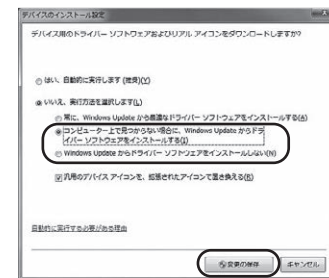 デバイスのインストール設定
デバイス用のドライバー ソフトウェアおよびリアル アイコンをダウンロードしますか?
はい、自動的に実行します (推奨)(Y)
いいえ、実行方法を選択します(L)
常に、Windows Update から最適なドライバー ソフトウェアをインストールする(A)
コンピューター上で見つからない場合に、Windows Update からドラ
イバー ソフトウェアをインストールする(I)
Windows Update からドライバー ソフトウェアをインストールしない(N)
汎用のデバイス アイコンを、拡張されたアイコンで置き換える(R)
自動的に実行する必要がある理由
変更の保存
キャンセル